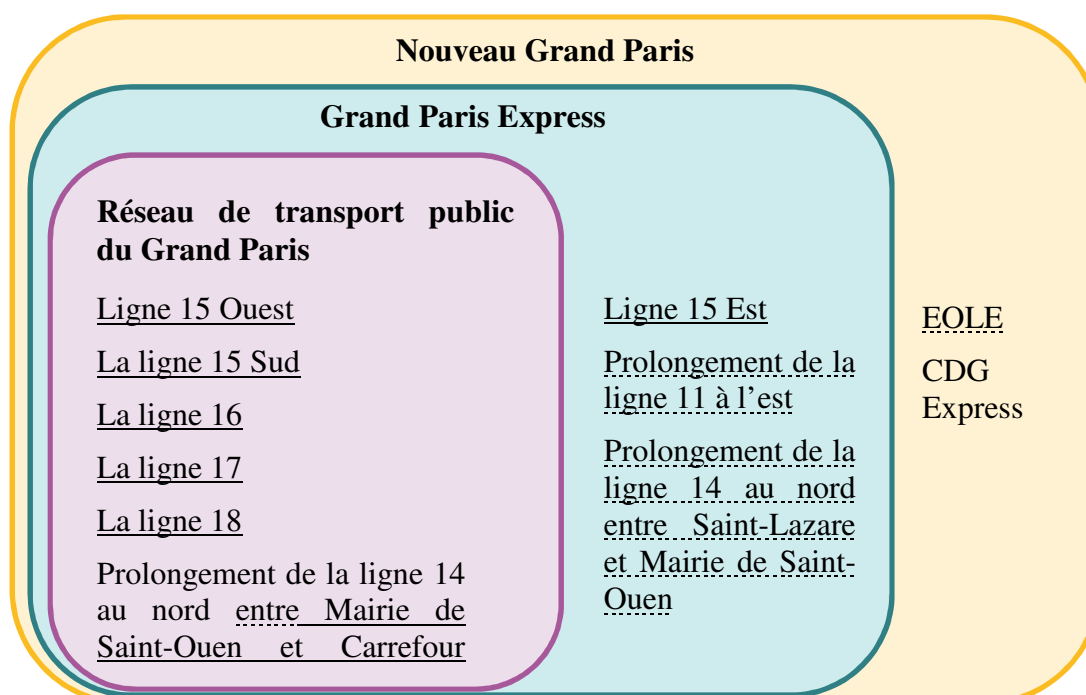 Nouveau Grand Paris
Grand Paris Express
Réseau de transport public
du Grand Paris
Ligne 15 Ouest
La ligne 15 Sud
La ligne 16
La ligne 17
La ligne 18
Prolongement de la ligne 14
au nord entre Mairie de
Saint-Ouen et Carrefour
Ligne 15 Est
Prolongement de la
ligne 11 à l’est
Prolongement de la
ligne 14 au nord
entre Saint-Lazare
et Mairie de Saint-
Ouen
EOLE
CDG
Express